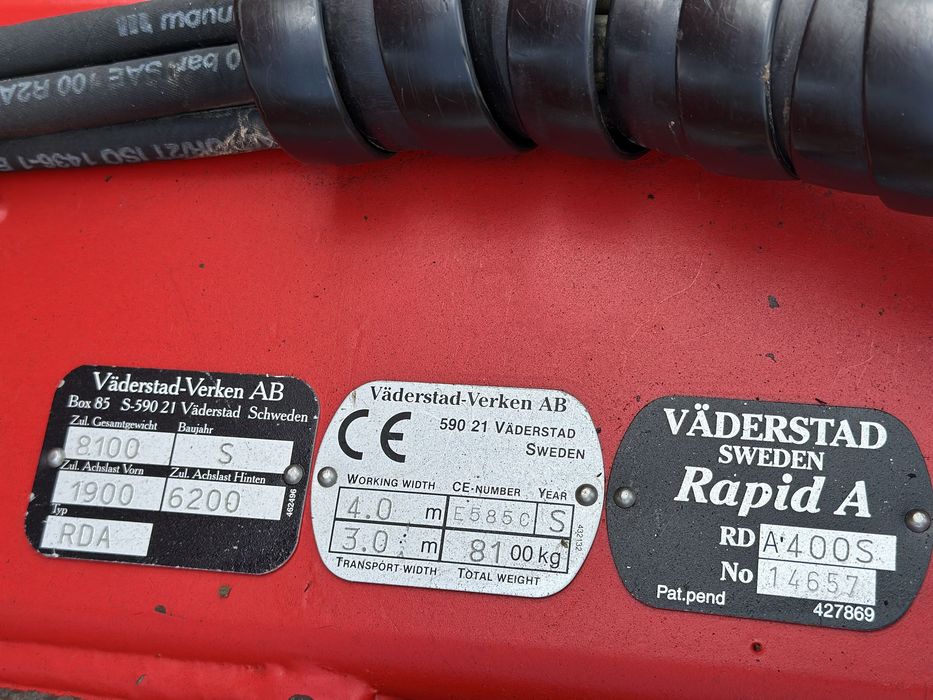 mann
0 bar SAE 100 R2A
2T ISO 1436-1
Väderstad-Verken AB
Box 85 S-590 21 Väderstad Schweden
Zul. Gesamtgewicht Baujahr
8100 S
Zul. Achslast Vorn Zul. Achslast Hinten
1900 6200
Typ
RDA
462496
Väderstad-Verken AB
CE 590 21 VÄDERSTAD
SWEDEN
WORKING WIDTH CE-NUMBER YEAR
4.0 m E585C S
3.0 m 8100 kg
TRANSPORT-WIDTH TOTAL WEIGHT
432132
VÄDERSTAD
SWEDEN
Rapid A
RD A 400S
No 14657
Pat.pend
427869